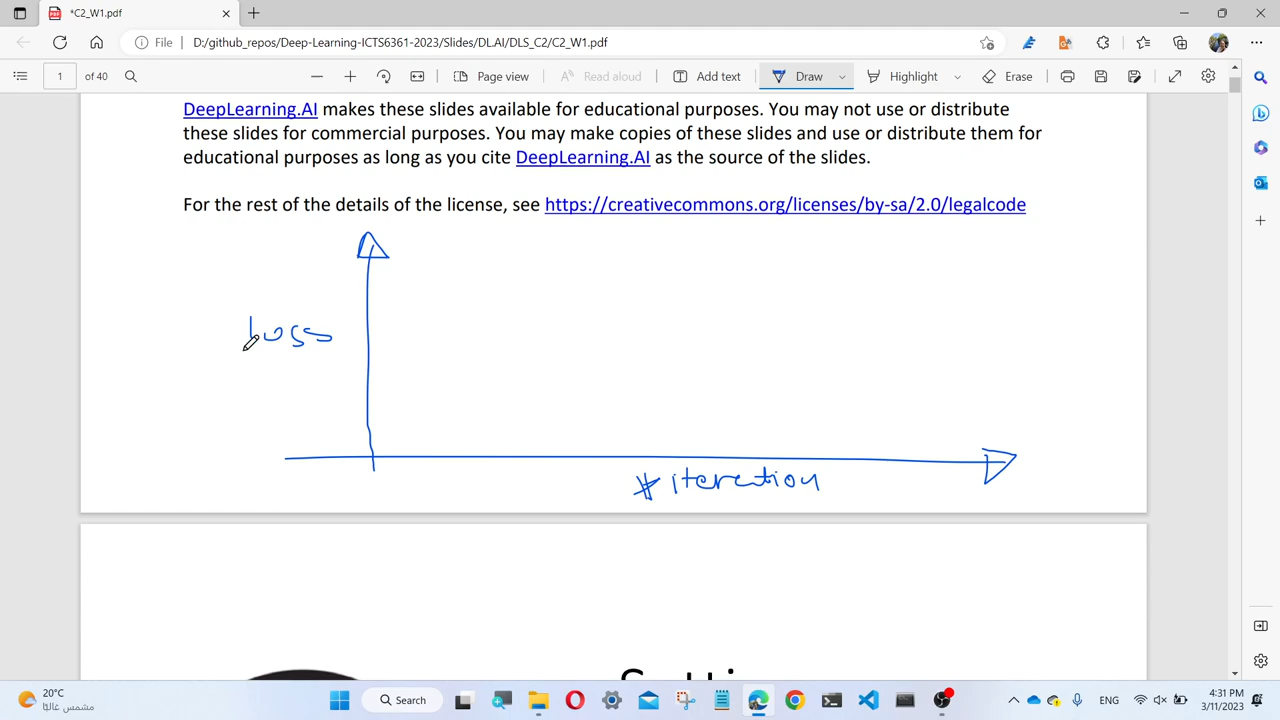 *C2_W1.pdf
File D:/github_repos/Deep-Learning-ICTS6361-2023/Slides/DL.AI/DLS_C2/C2_W1.pdf
1 of 40 Page view Read aloud Add text Draw Highlight Erase
DeepLearning.AI makes these slides available for educational purposes. You may not use or distribute
these slides for commercial purposes. You may make copies of these slides and use or distribute them for
educational purposes as long as you cite DeepLearning.AI as the source of the slides.
For the rest of the details of the license, see https://creativecommons.org/licenses/by-sa/2.0/legalcode
Loss
# iteration
20°C
مشمس غالبًا
Search
ENG
4:31 PM
3/11/2023